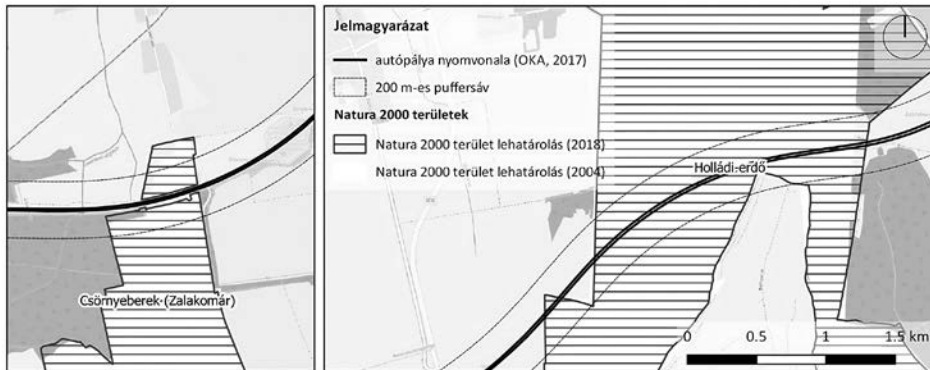 Jelmagyarázat
autópálya nyomvonala (OKA, 2017)
200 m-es puffersáv
Natura 2000 területek
Natura 2000 terület lehatárolás (2018)
Natura 2000 terület lehatárolás (2004)
Holládi-erdő
Csörnyeberek (Zalakomár)
0 0.5 1 1.5 km